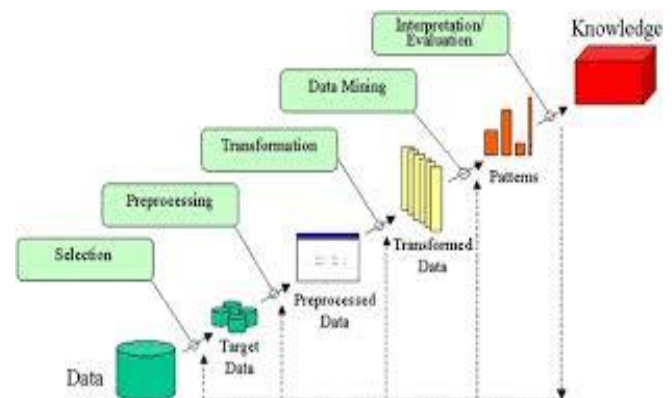 Interpretation/
Evaluation
Knowledge
Data Mining
Transformation
Patterns
Preprocessing
Transformed
Data
Selection
Preprocessed
Data
Target
Data
Data